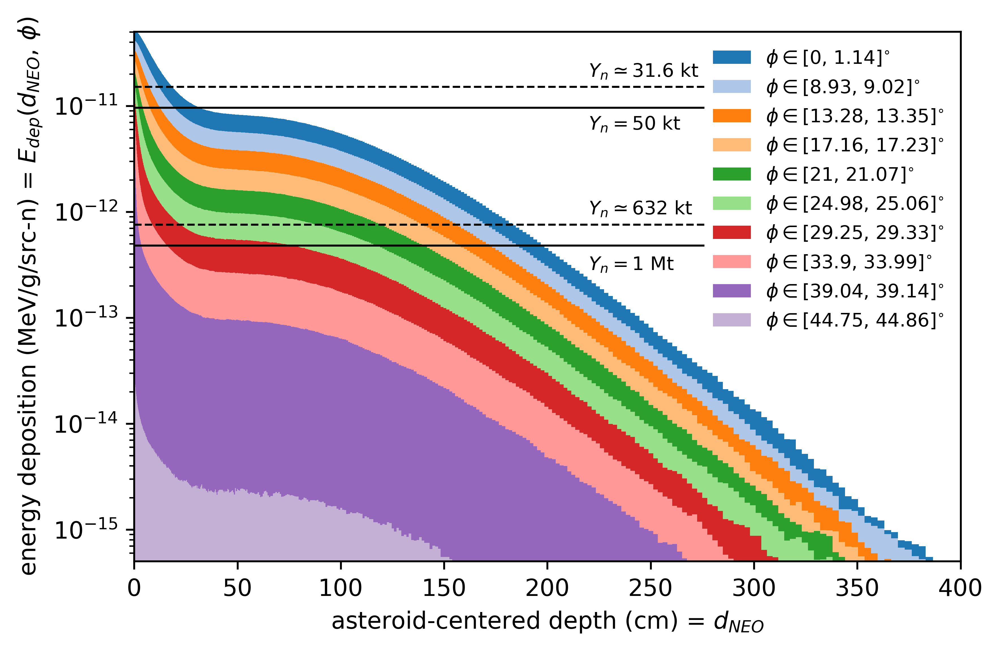 energy deposition (MeV/g/src-n) = E_dep(d_NEO, ϕ)
10^−11
10^−12
10^−13
10^−14
10^−15
Y_n ≃ 31.6 kt
Y_n = 50 kt
Y_n ≃ 632 kt
Y_n = 1 Mt
ϕ ∈ [0, 1.14]°
ϕ ∈ [8.93, 9.02]°
ϕ ∈ [13.28, 13.35]°
ϕ ∈ [17.16, 17.23]°
ϕ ∈ [21, 21.07]°
ϕ ∈ [24.98, 25.06]°
ϕ ∈ [29.25, 29.33]°
ϕ ∈ [33.9, 33.99]°
ϕ ∈ [39.04, 39.14]°
ϕ ∈ [44.75, 44.86]°
0 50 100 150 200 250 300 350 400
asteroid-centered depth (cm) = d_NEO